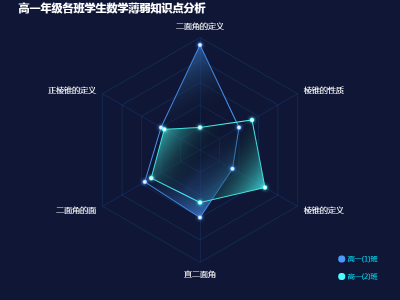 高一年级各班学生数学薄弱知识点分析
二面角的定义
正棱锥的定义
棱锥的性质
二面角的面
棱锥的定义
直二面角
高一(1)班
高一(2)班